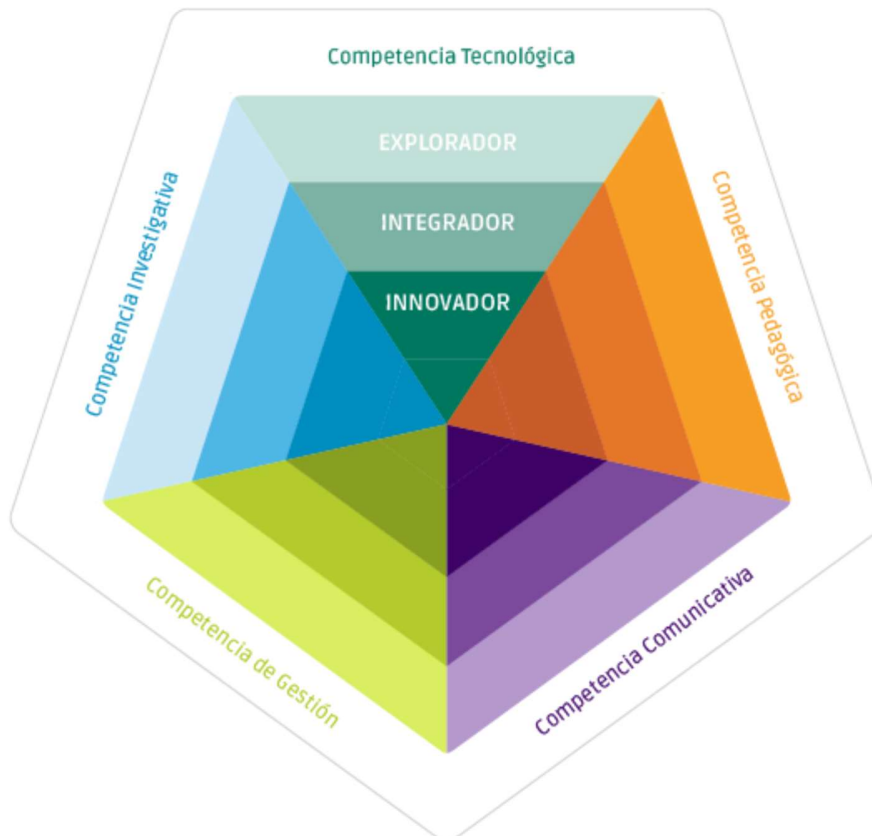 Competencia Tecnológica
EXPLORADOR
INTEGRADOR
INNOVADOR
Competencia Investigativa
Competencia Pedagógica
Competencia de Gestión
Competencia Comunicativa